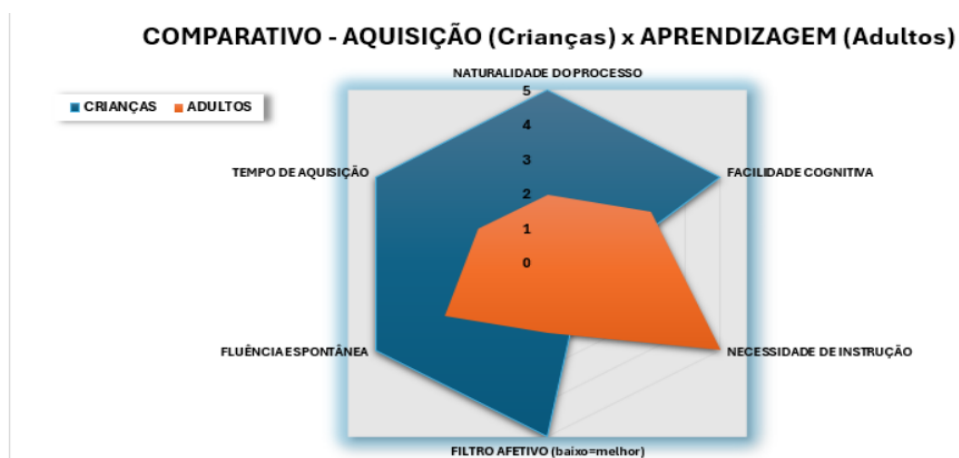 COMPARATIVO - AQUISIÇÃO (Crianças) x APRENDIZAGEM (Adultos)
NATURALIDADE DO PROCESSO
CRIANÇAS ADULTOS
5
4
3
2
1
0
TEMPO DE AQUISIÇÃO
FACILIDADE COGNITIVA
FLUÊNCIA ESPONTÂNEA
NECESSIDADE DE INSTRUÇÃO
FILTRO AFETIVO (baixo=melhor)